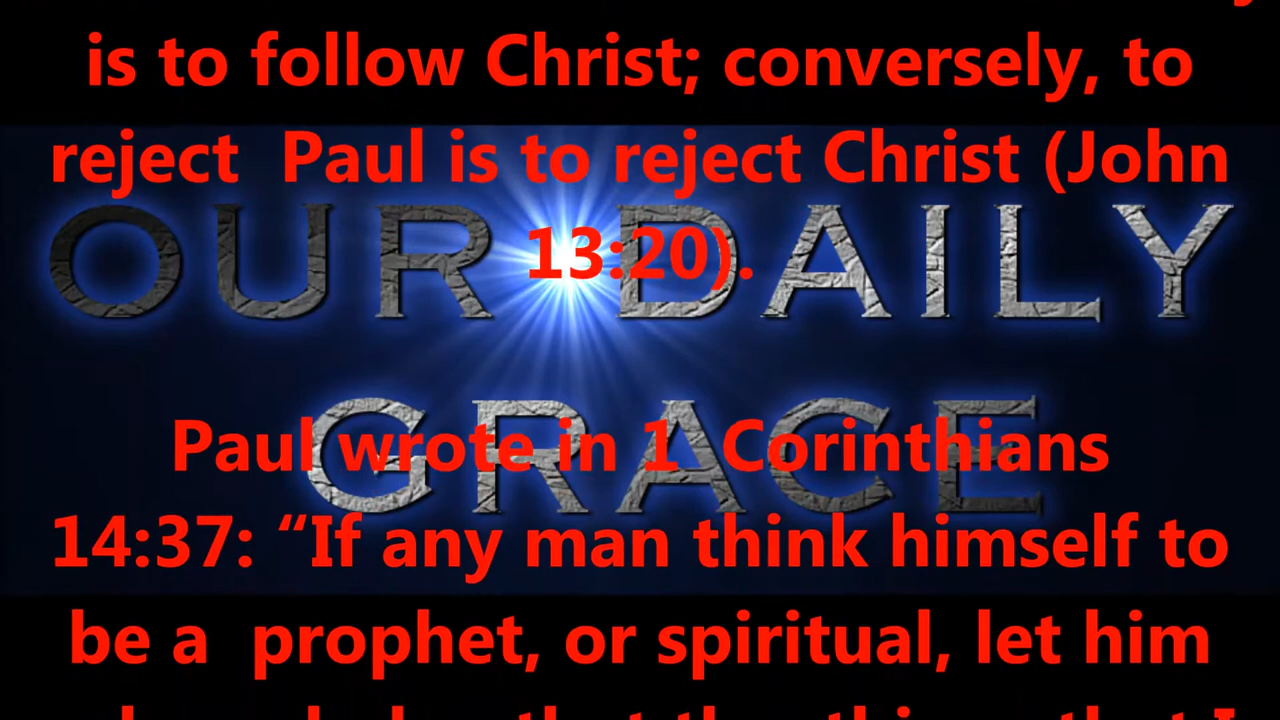 is to follow Christ; conversely, to
reject  Paul is to reject Christ (John
13:20).
OUR DAILY
GRACE
Paul wrote in 1  Corinthians
14:37: “If any man think himself to
be a  prophet, or spiritual, let him